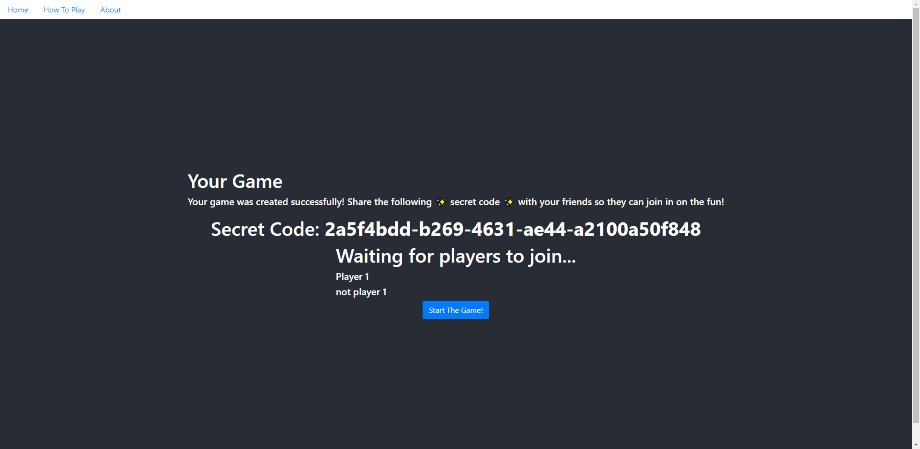 Home How To Play About
Your Game
Your game was created successfully! Share the following ✨ secret code ✨ with your friends so they can join in on the fun!
Secret Code: 2a5f4bdd-b269-4631-ae44-a2100a50f848
Waiting for players to join...
Player 1
not player 1
Start The Game!